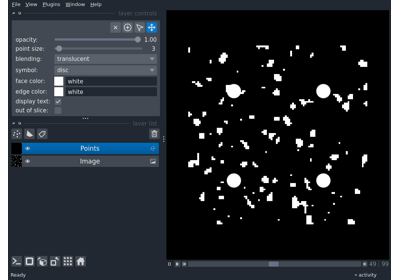 File View Plugins Window Help
layer controls
opacity: 1.00
point size: 3
blending: translucent
symbol: disc
face color: white
edge color: white
display text: ✓
out of slice:
layer list
Points
Image
49 99
Ready activity